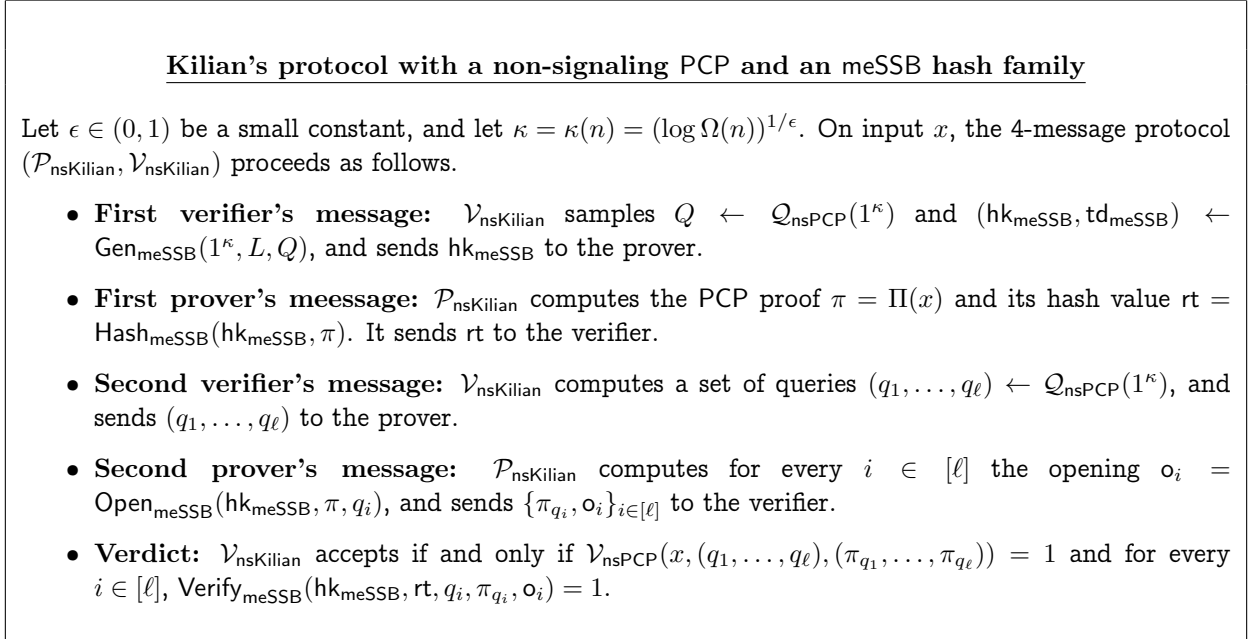 Kilian's protocol with a non-signaling PCP and an meSSB hash family
Let ϵ ∈ (0, 1) be a small constant, and let κ = κ(n) = (log Ω(n))^{1/ϵ}. On input x, the 4-message protocol
(𝒫_nsKilian, 𝒱_nsKilian) proceeds as follows.
• First verifier's message: 𝒱_nsKilian samples Q ← 𝒬_nsPCP(1^κ) and (hk_meSSB, td_meSSB) ←
Gen_meSSB(1^κ, L, Q), and sends hk_meSSB to the prover.
• First prover's meessage: 𝒫_nsKilian computes the PCP proof π = Π(x) and its hash value rt =
Hash_meSSB(hk_meSSB, π). It sends rt to the verifier.
• Second verifier's message: 𝒱_nsKilian computes a set of queries (q_1, . . . , q_ℓ) ← 𝒬_nsPCP(1^κ), and
sends (q_1, . . . , q_ℓ) to the prover.
• Second prover's message: 𝒫_nsKilian computes for every i ∈ [ℓ] the opening o_i =
Open_meSSB(hk_meSSB, π, q_i), and sends {π_{q_i}, o_i}_{i∈[ℓ]} to the verifier.
• Verdict: 𝒱_nsKilian accepts if and only if 𝒱_nsPCP(x, (q_1, . . . , q_ℓ), (π_{q_1}, . . . , π_{q_ℓ})) = 1 and for every
i ∈ [ℓ], Verify_meSSB(hk_meSSB, rt, q_i, π_{q_i}, o_i) = 1.